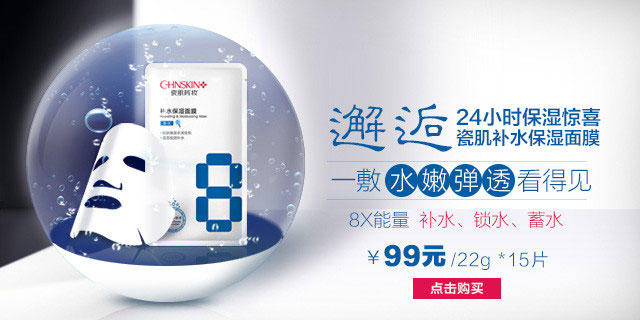 CHNSKIN
瓷肌药妆
补水保湿面膜
8
邂逅
24小时保湿惊喜
瓷肌补水保湿面膜
一敷水嫩弹透看得见
8X能量 补水、锁水、蓄水
￥99元/22g *15片
点击购买